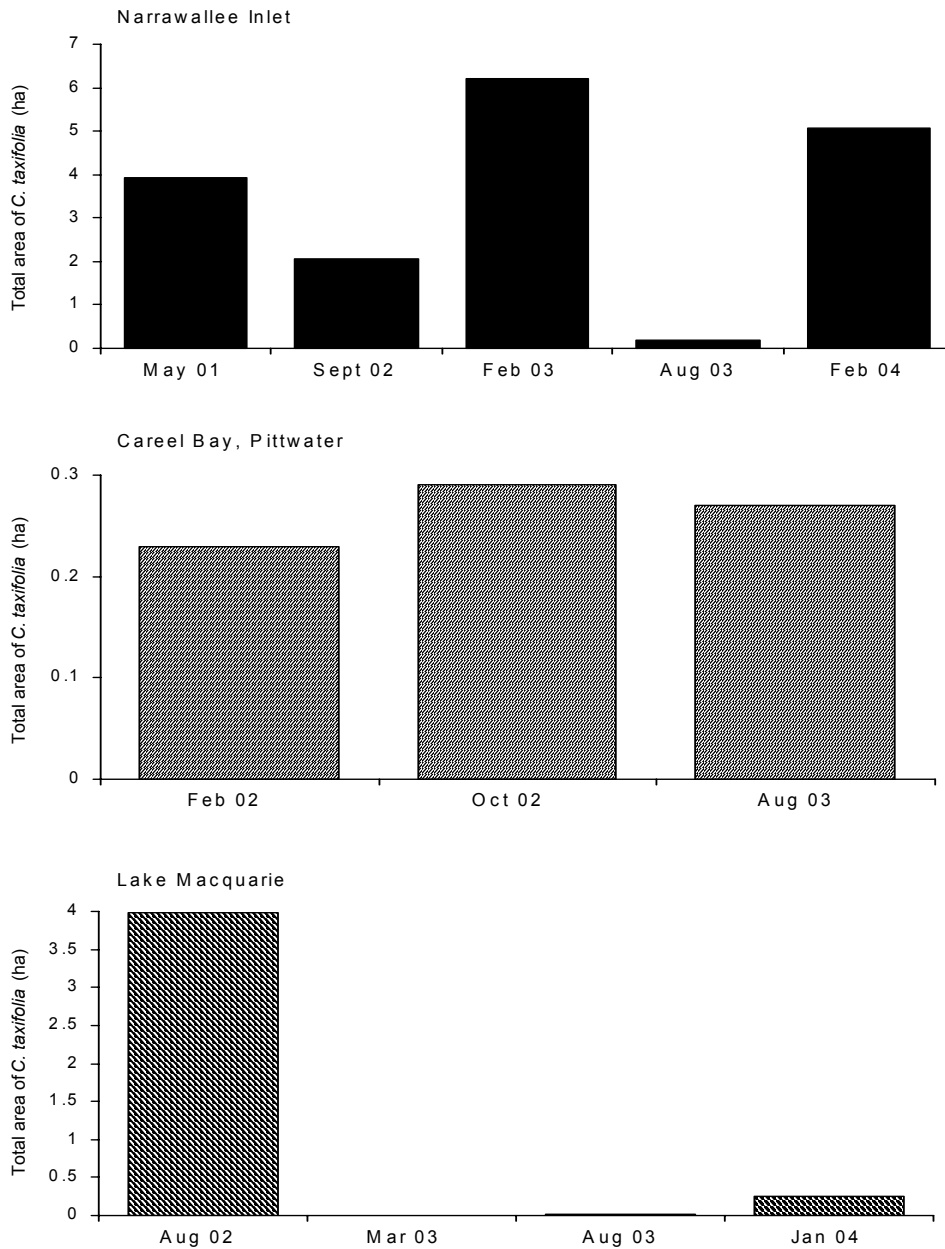 Narrawallee Inlet
Total area of C. taxifolia (ha)
7
6
5
4
3
2
1
0
May 01 Sept 02 Feb 03 Aug 03 Feb 04
Careel Bay, Pittwater
Total area of C. taxifolia (ha)
0.3
0.2
0.1
0
Feb 02 Oct 02 Aug 03
Lake Macquarie
Total area of C. taxifolia (ha)
4
3.5
3
2.5
2
1.5
1
0.5
0
Aug 02 Mar 03 Aug 03 Jan 04